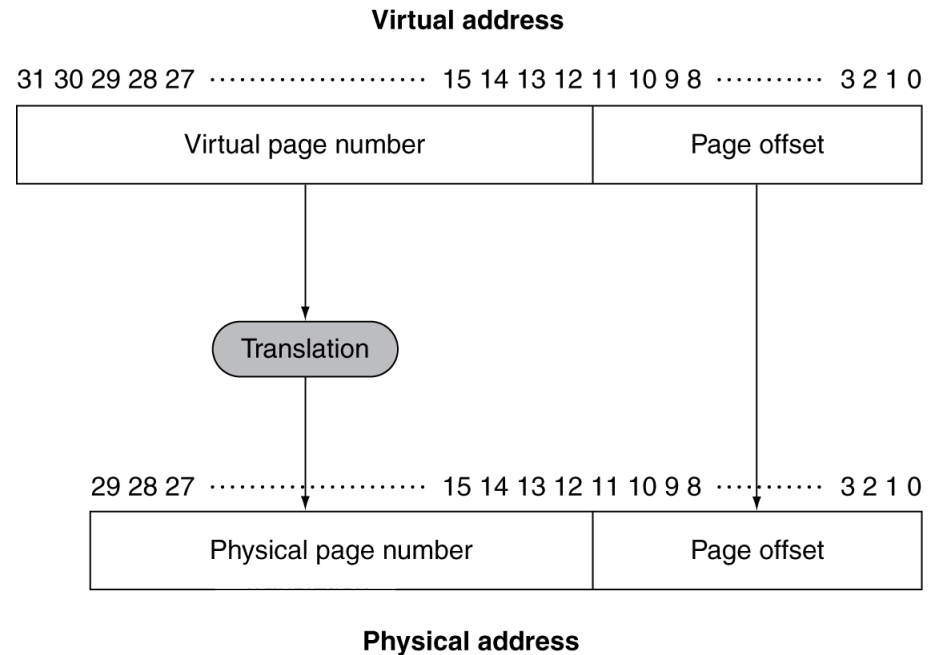 Virtual address
31 30 29 28 27 ····················· 15 14 13 12 11 10 9 8 ··········· 3 2 1 0
Virtual page number Page offset
Translation
29 28 27 ····················· 15 14 13 12 11 10 9 8 ··········· 3 2 1 0
Physical page number Page offset
Physical address